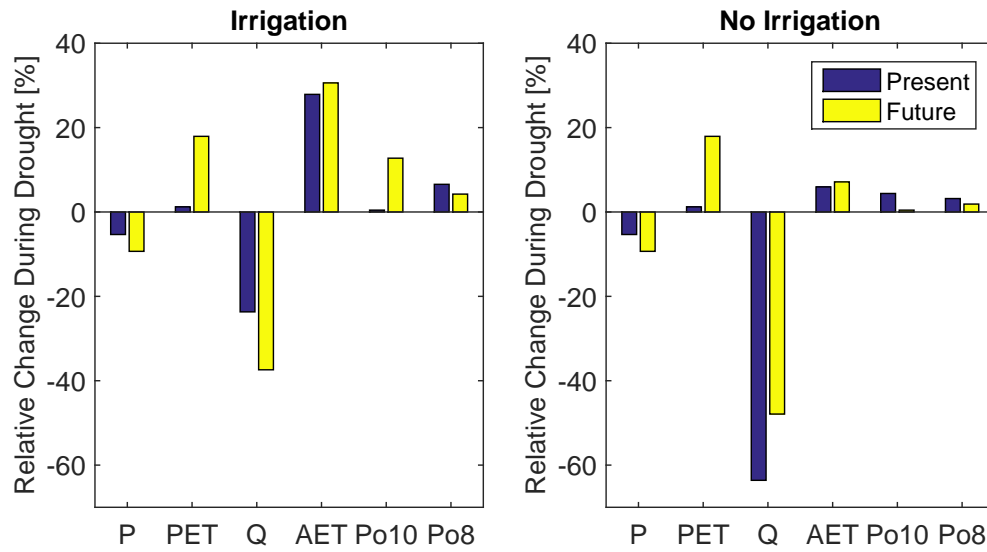 Irrigation
Relative Change During Drought [%]
40
20
0
-20
-40
-60
P PET Q AET Po10 Po8
No Irrigation
Relative Change During Drought [%]
40
20
0
-20
-40
-60
P PET Q AET Po10 Po8
Present
Future